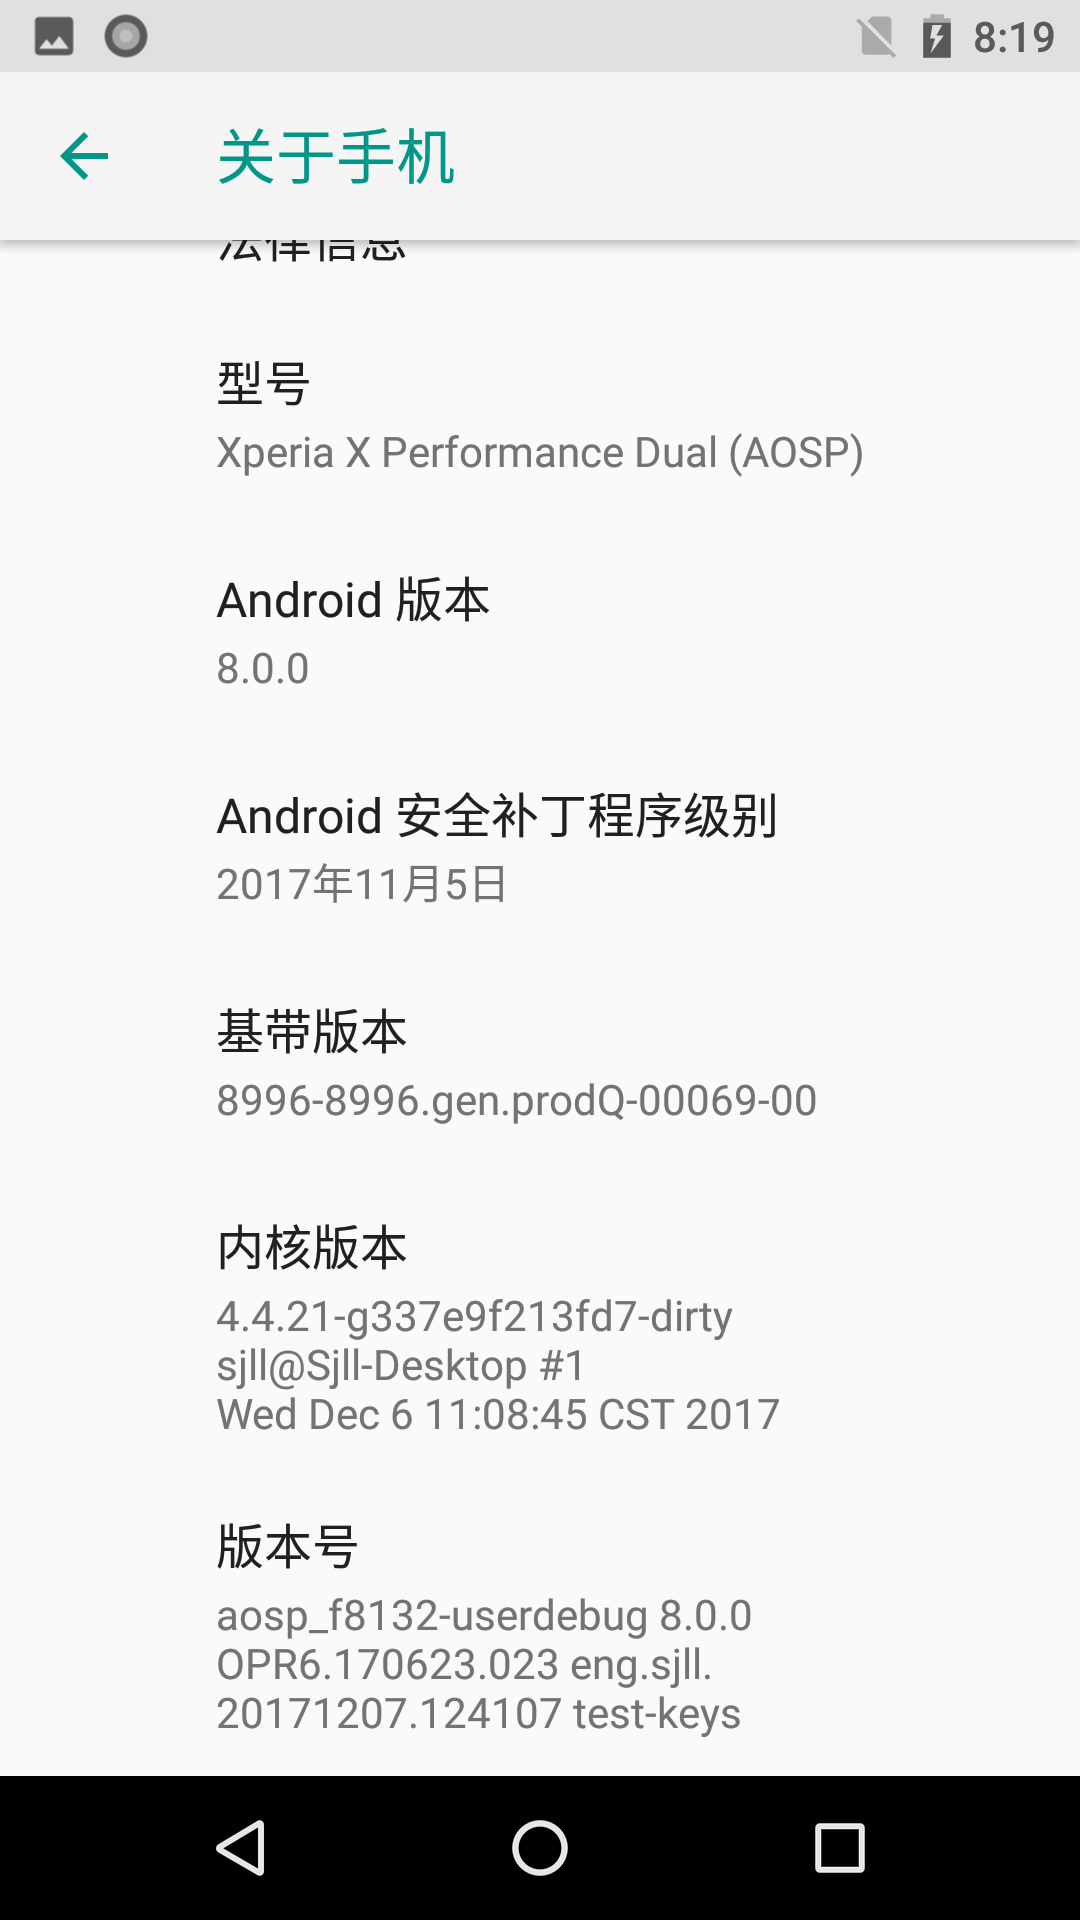 8:19
关于手机
法律信息
型号
Xperia X Performance Dual (AOSP)
Android 版本
8.0.0
Android 安全补丁程序级别
2017年11月5日
基带版本
8996-8996.gen.prodQ-00069-00
内核版本
4.4.21-g337e9f213fd7-dirty
sjll@Sjll-Desktop #1
Wed Dec 6 11:08:45 CST 2017
版本号
aosp_f8132-userdebug 8.0.0
OPR6.170623.023 eng.sjll.
20171207.124107 test-keys